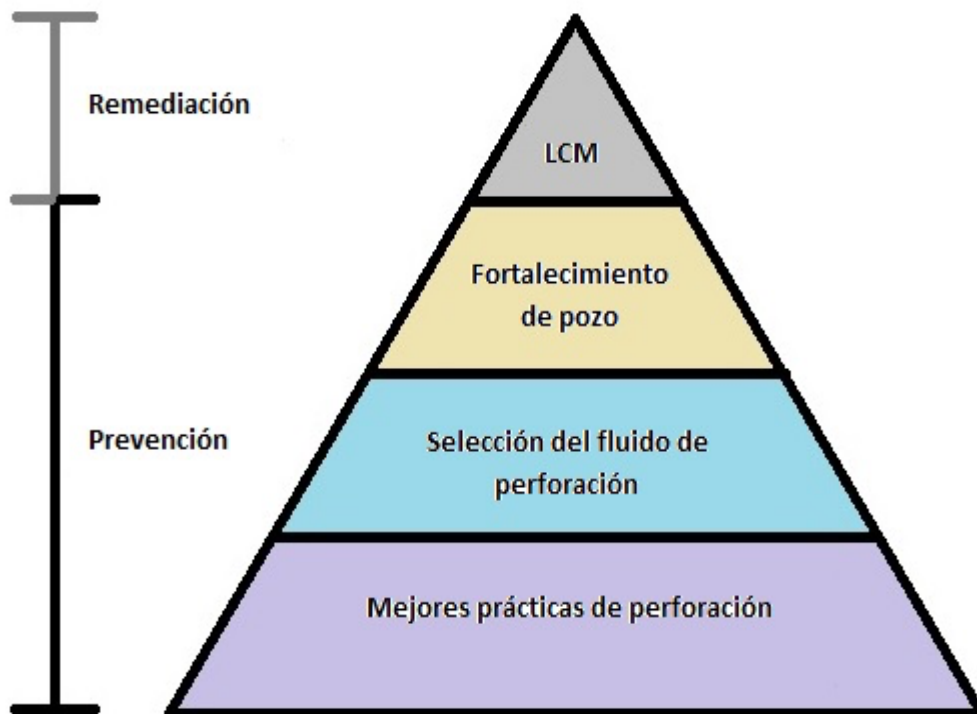 Remediación
LCM
Fortalecimiento
de pozo
Prevención
Selección del fluido de
perforación
Mejores prácticas de perforación